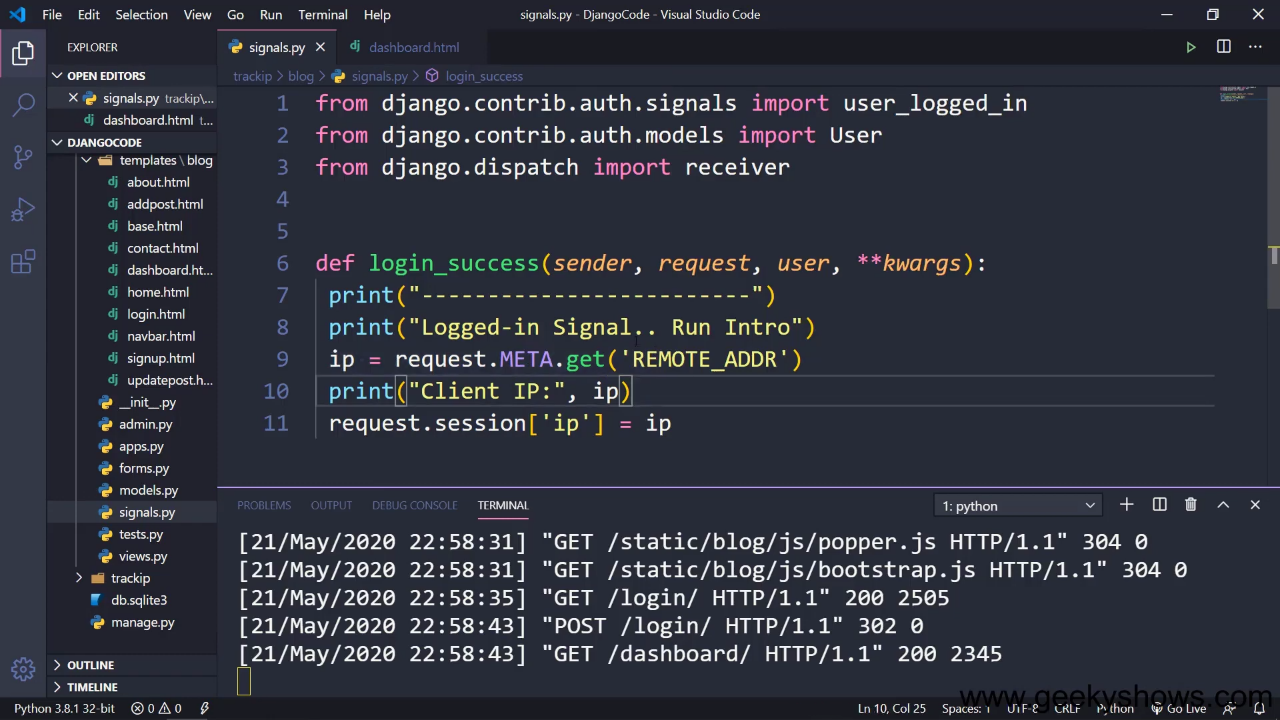 File Edit Selection View Go Run Terminal Help signals.py - DjangoCode - Visual Studio Code
EXPLORER
OPEN EDITORS
signals.py trackip\...
dashboard.html t...
DJANGOCODE
templates \ blog
about.html
addpost.html
base.html
contact.html
dashboard.ht...
home.html
login.html
navbar.html
signup.html
updatepost.ht...
__init__.py
admin.py
apps.py
forms.py
models.py
signals.py
tests.py
views.py
trackip
db.sqlite3
manage.py
OUTLINE
TIMELINE
signals.py dashboard.html
trackip > blog > signals.py > login_success
1 from django.contrib.auth.signals import user_logged_in
2 from django.contrib.auth.models import User
3 from django.dispatch import receiver
4
5
6 def login_success(sender, request, user, **kwargs):
7 print("-------------------------")
8 print("Logged-in Signal.. Run Intro")
9 ip = request.META.get('REMOTE_ADDR')
10 print("Client IP:", ip)
11 request.session['ip'] = ip
PROBLEMS OUTPUT DEBUG CONSOLE TERMINAL 1: python
[21/May/2020 22:58:31] "GET /static/blog/js/popper.js HTTP/1.1" 304 0
[21/May/2020 22:58:31] "GET /static/blog/js/bootstrap.js HTTP/1.1" 304 0
[21/May/2020 22:58:35] "GET /login/ HTTP/1.1" 200 2505
[21/May/2020 22:58:43] "POST /login/ HTTP/1.1" 302 0
[21/May/2020 22:58:43] "GET /dashboard/ HTTP/1.1" 200 2345
www.geekyshows.com
Python 3.8.1 32-bit 0 0 Ln 10, Col 25 Spaces: 1 UTF-8 CRLF Python Go Live